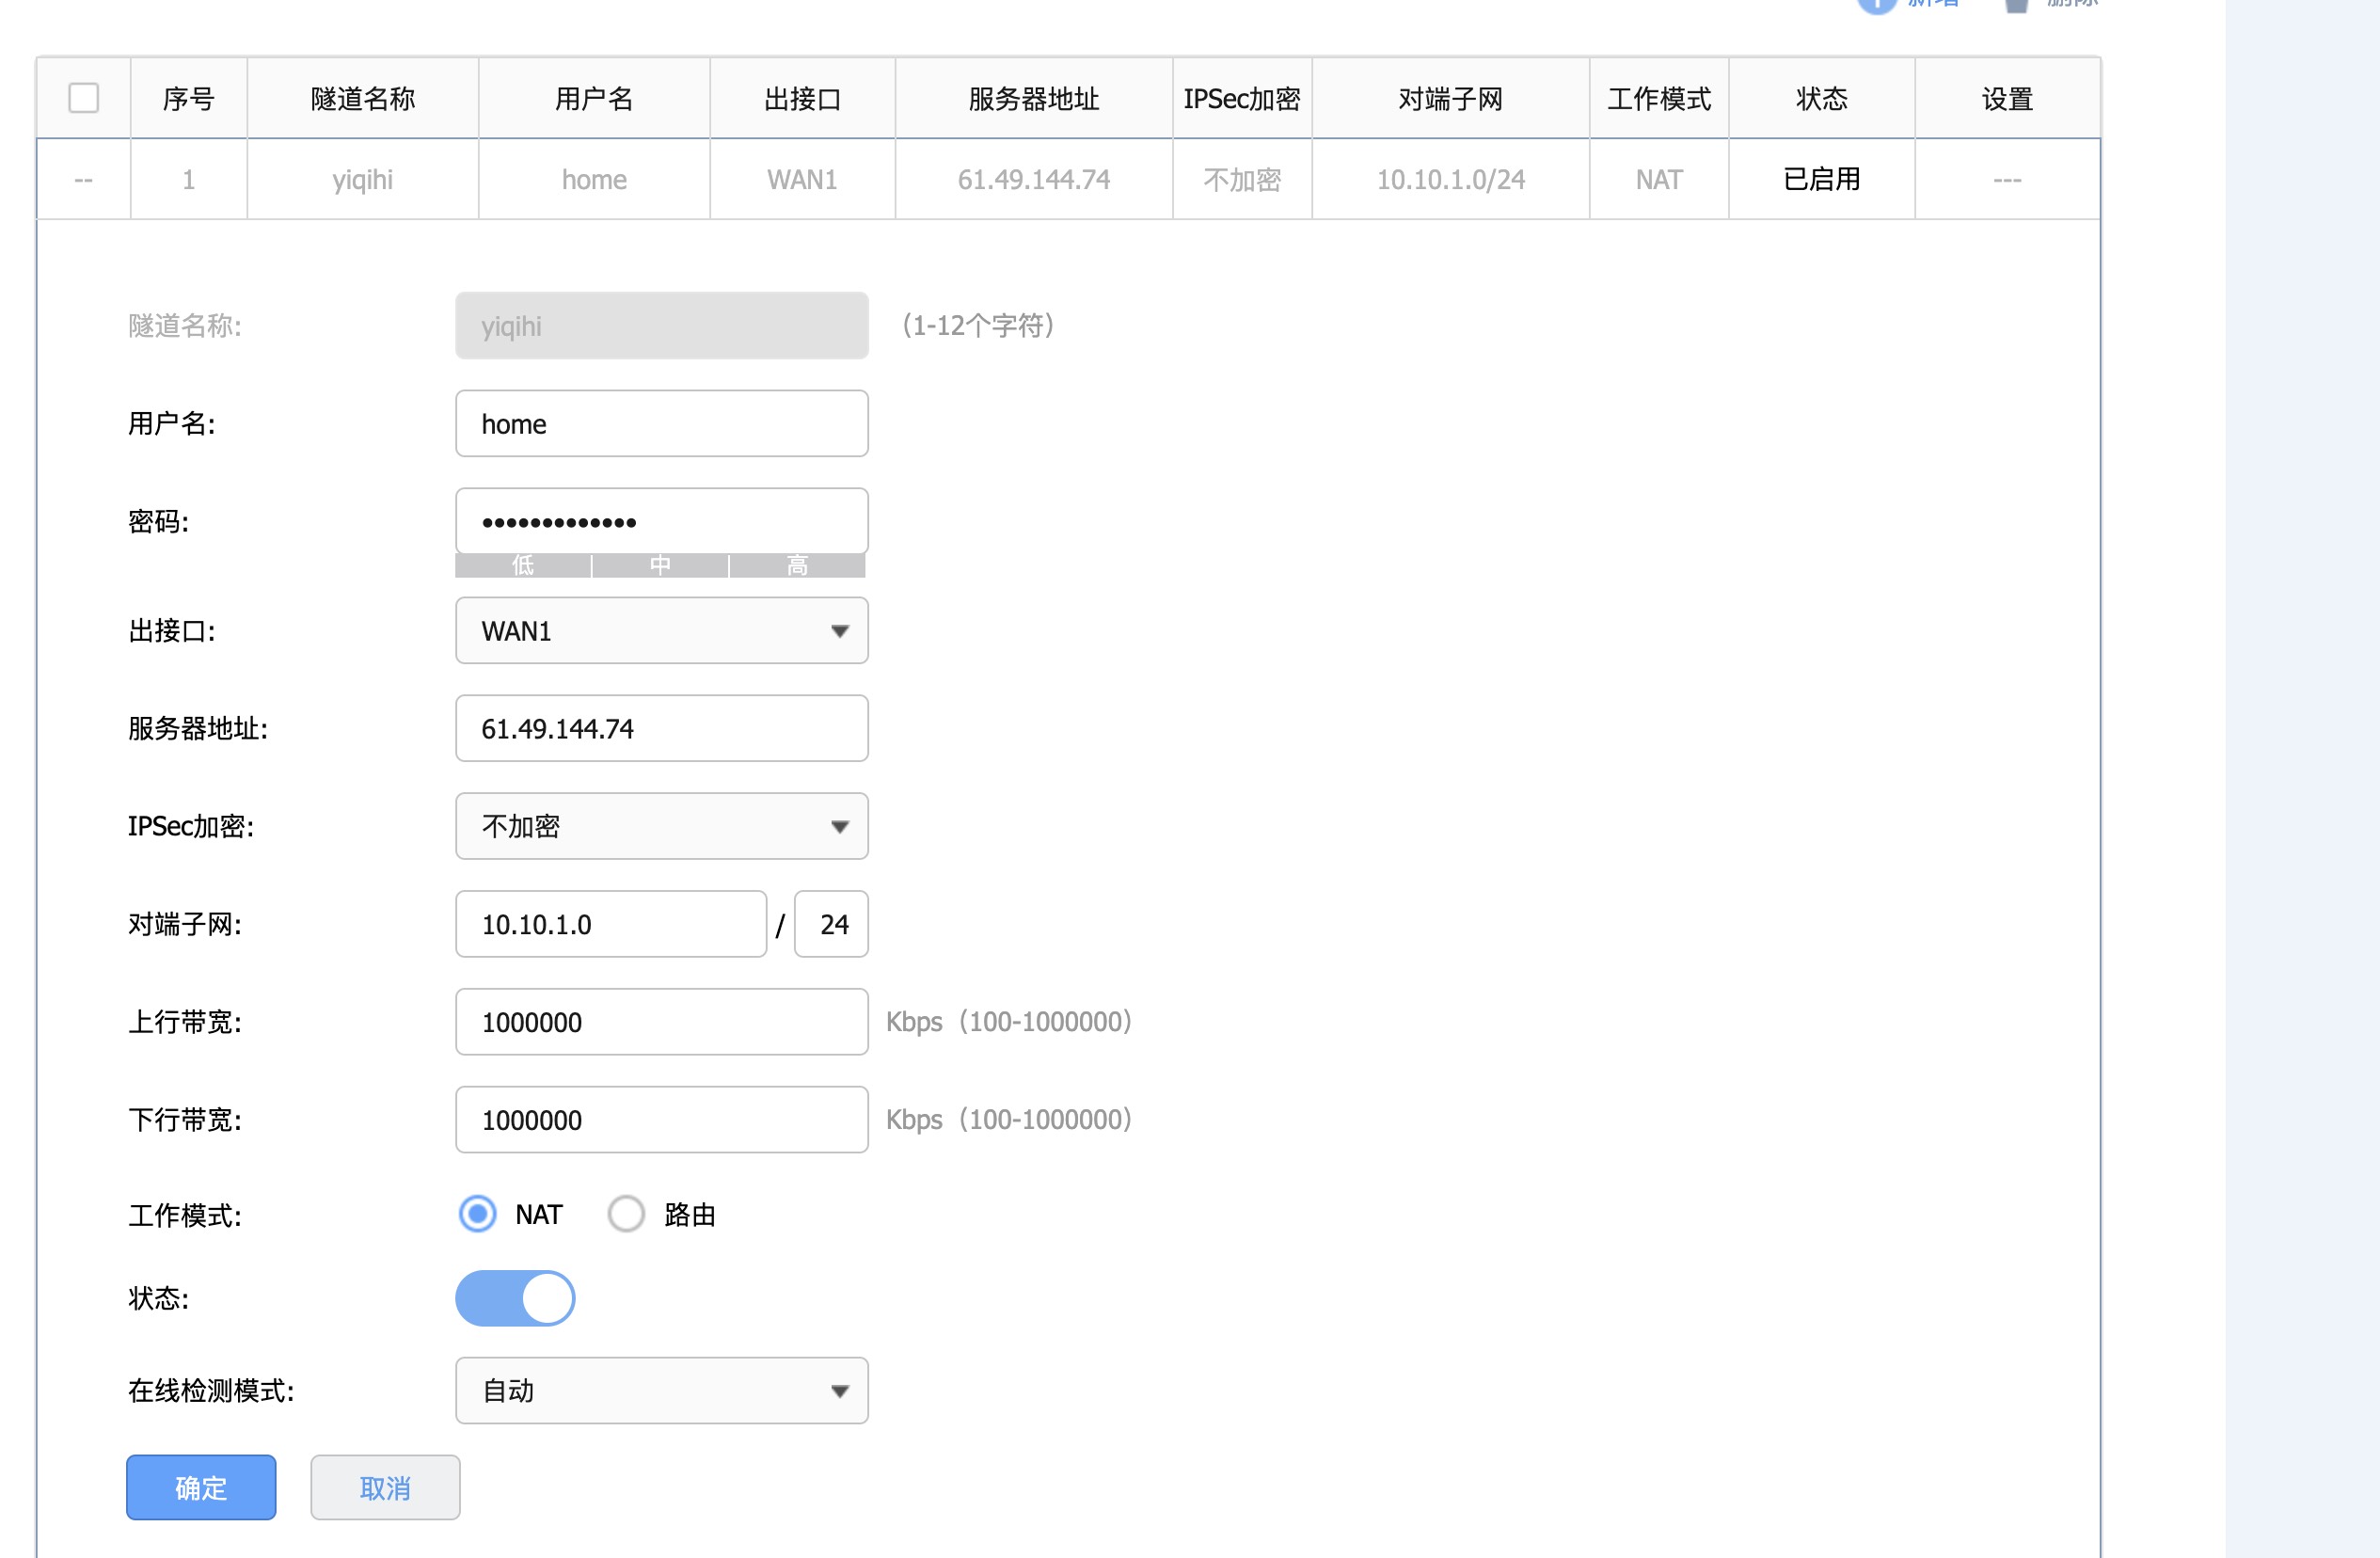 新增 删除
序号 隧道名称 用户名 出接口 服务器地址 IPSec加密 对端子网 工作模式 状态 设置
-- 1 yiqihi home WAN1 61.49.144.74 不加密 10.10.1.0/24 NAT 已启用 ---
隧道名称: yiqihi (1-12个字符)
用户名: home
密码: •••••••••••••
低 中 高
出接口: WAN1
服务器地址: 61.49.144.74
IPSec加密: 不加密
对端子网: 10.10.1.0 / 24
上行带宽: 1000000 Kbps (100-1000000)
下行带宽: 1000000 Kbps (100-1000000)
工作模式: NAT 路由
状态:
在线检测模式: 自动
确定 取消